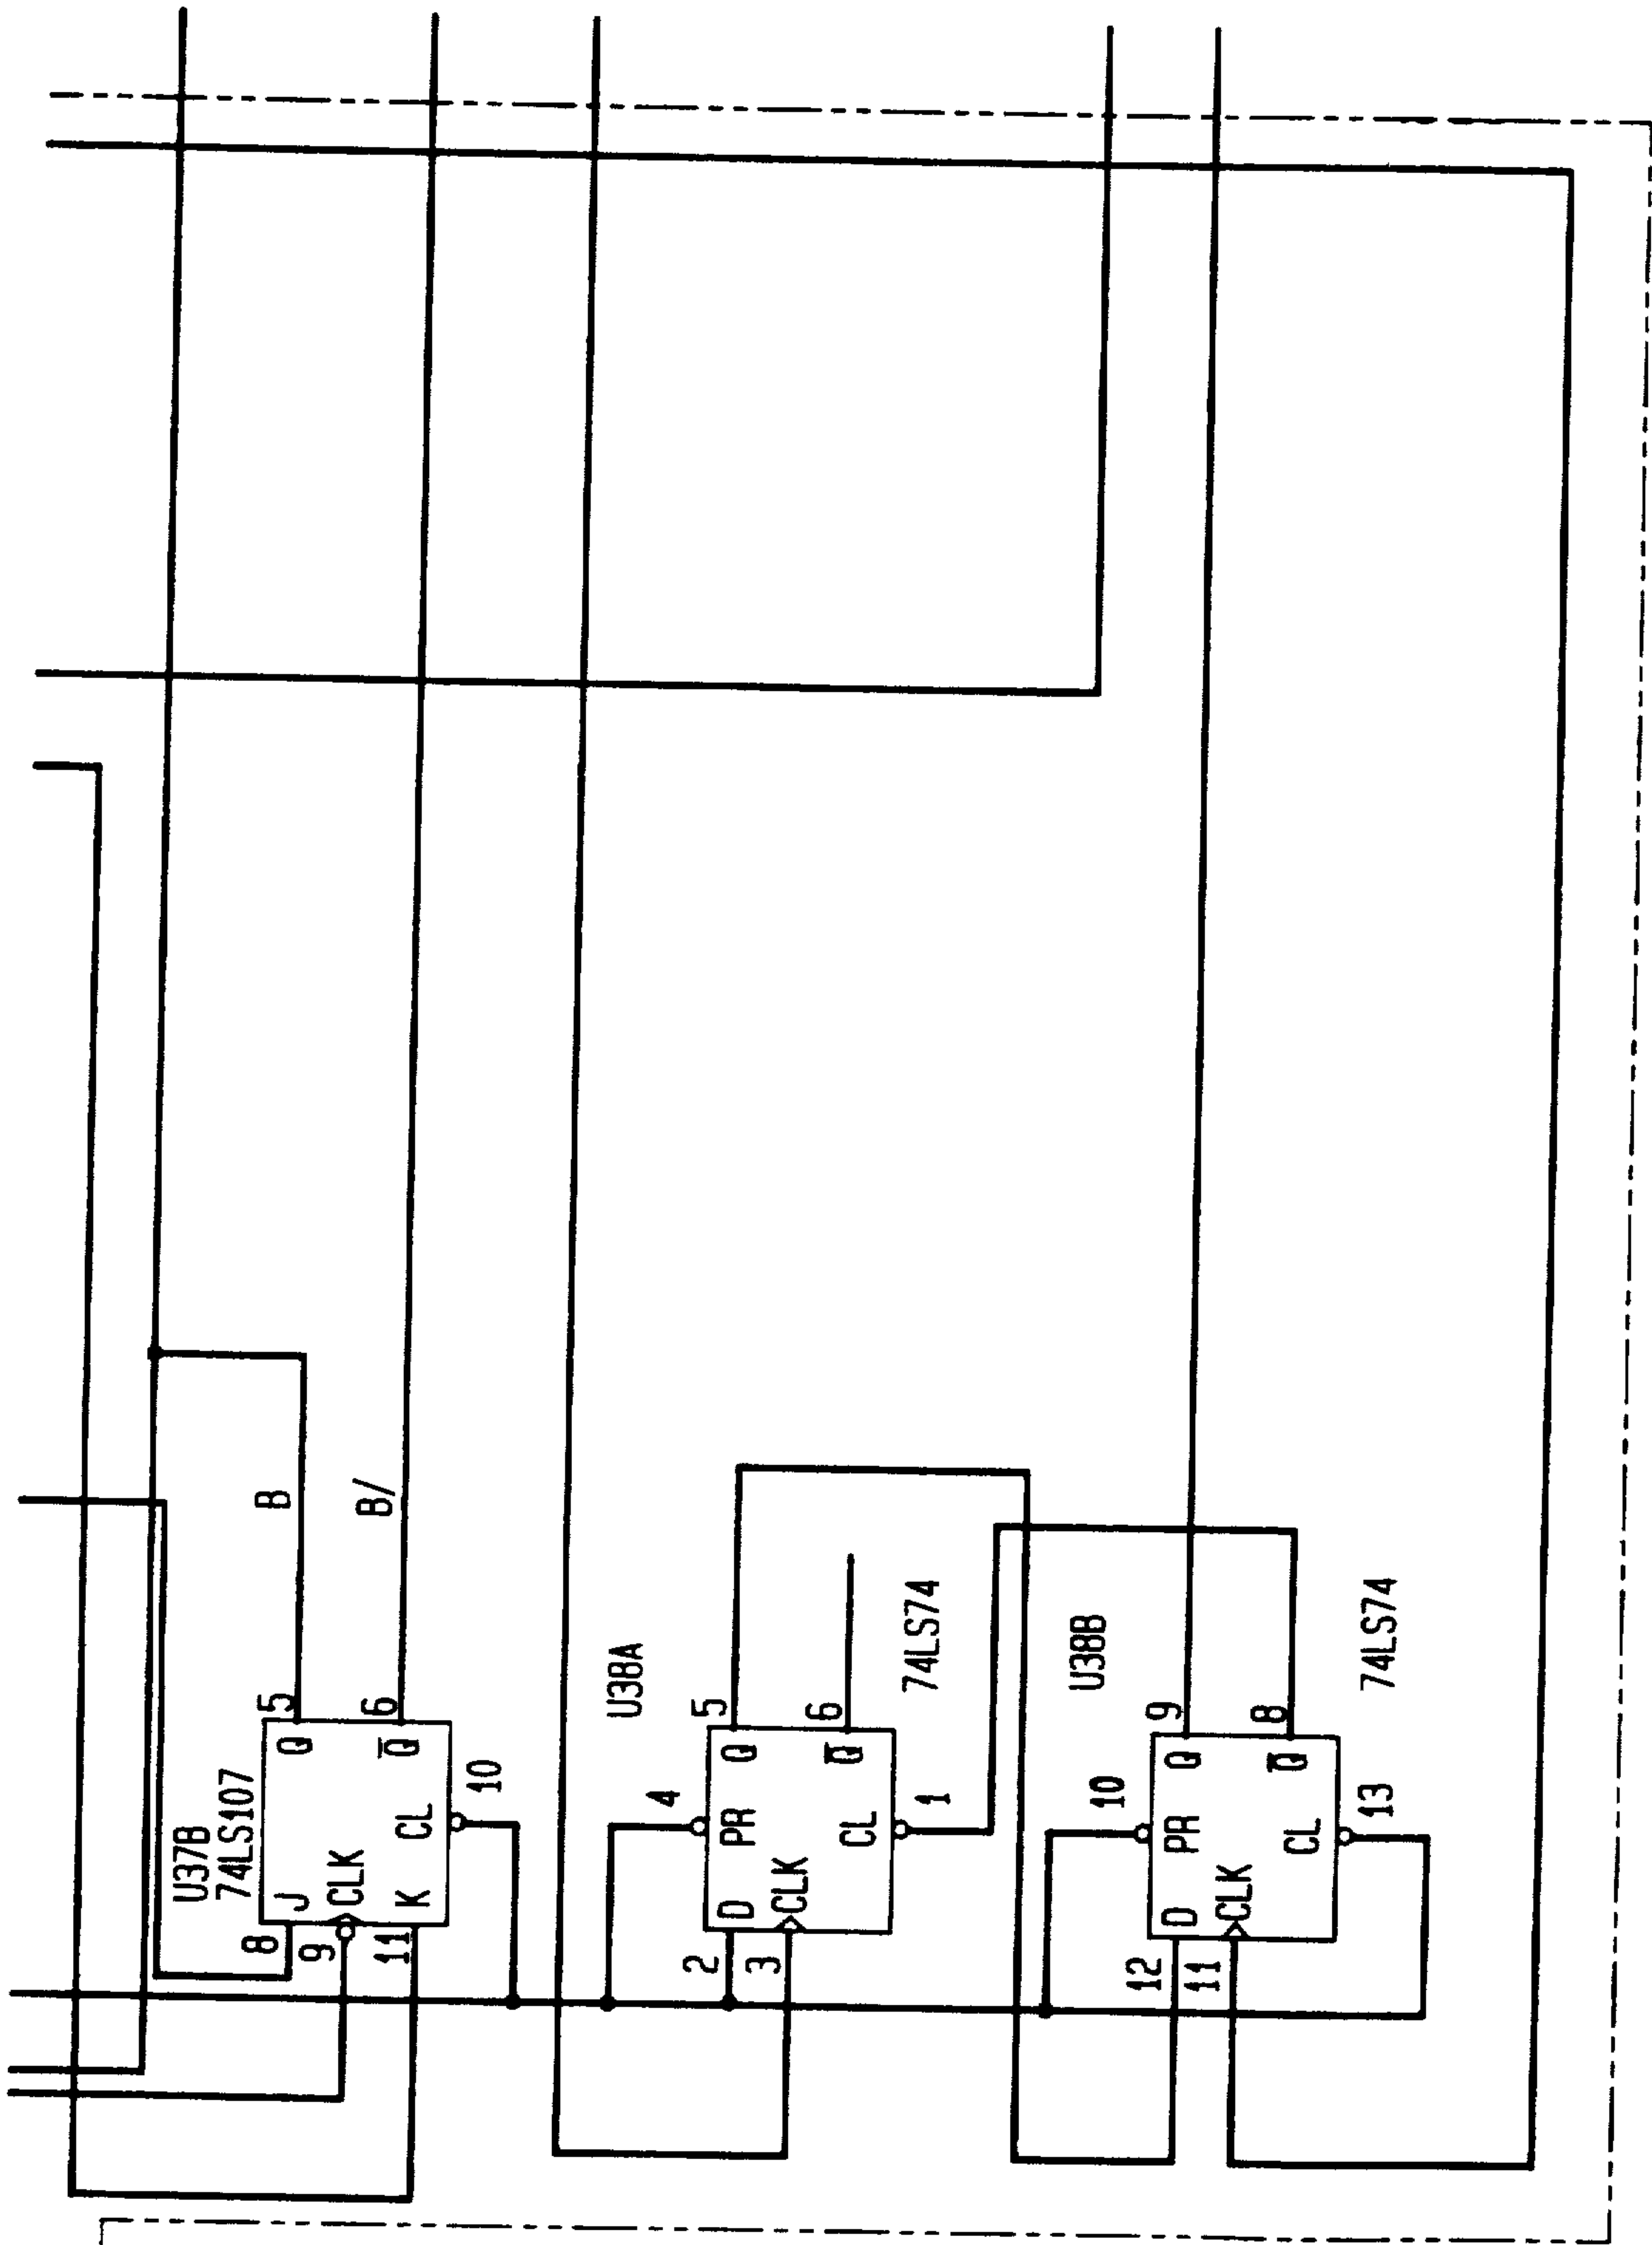 U37B
74LS107
8
J
Q
5
B
9
CLK
11
K
Q̅
6
B/
CL
10
U38A
4
2
D
PR
Q
5
3
CLK
CL
Q̅
6
1
74LS74
U38B
10
12
D
PR
Q
9
11
CLK
CL
Q̅
8
13
74LS74